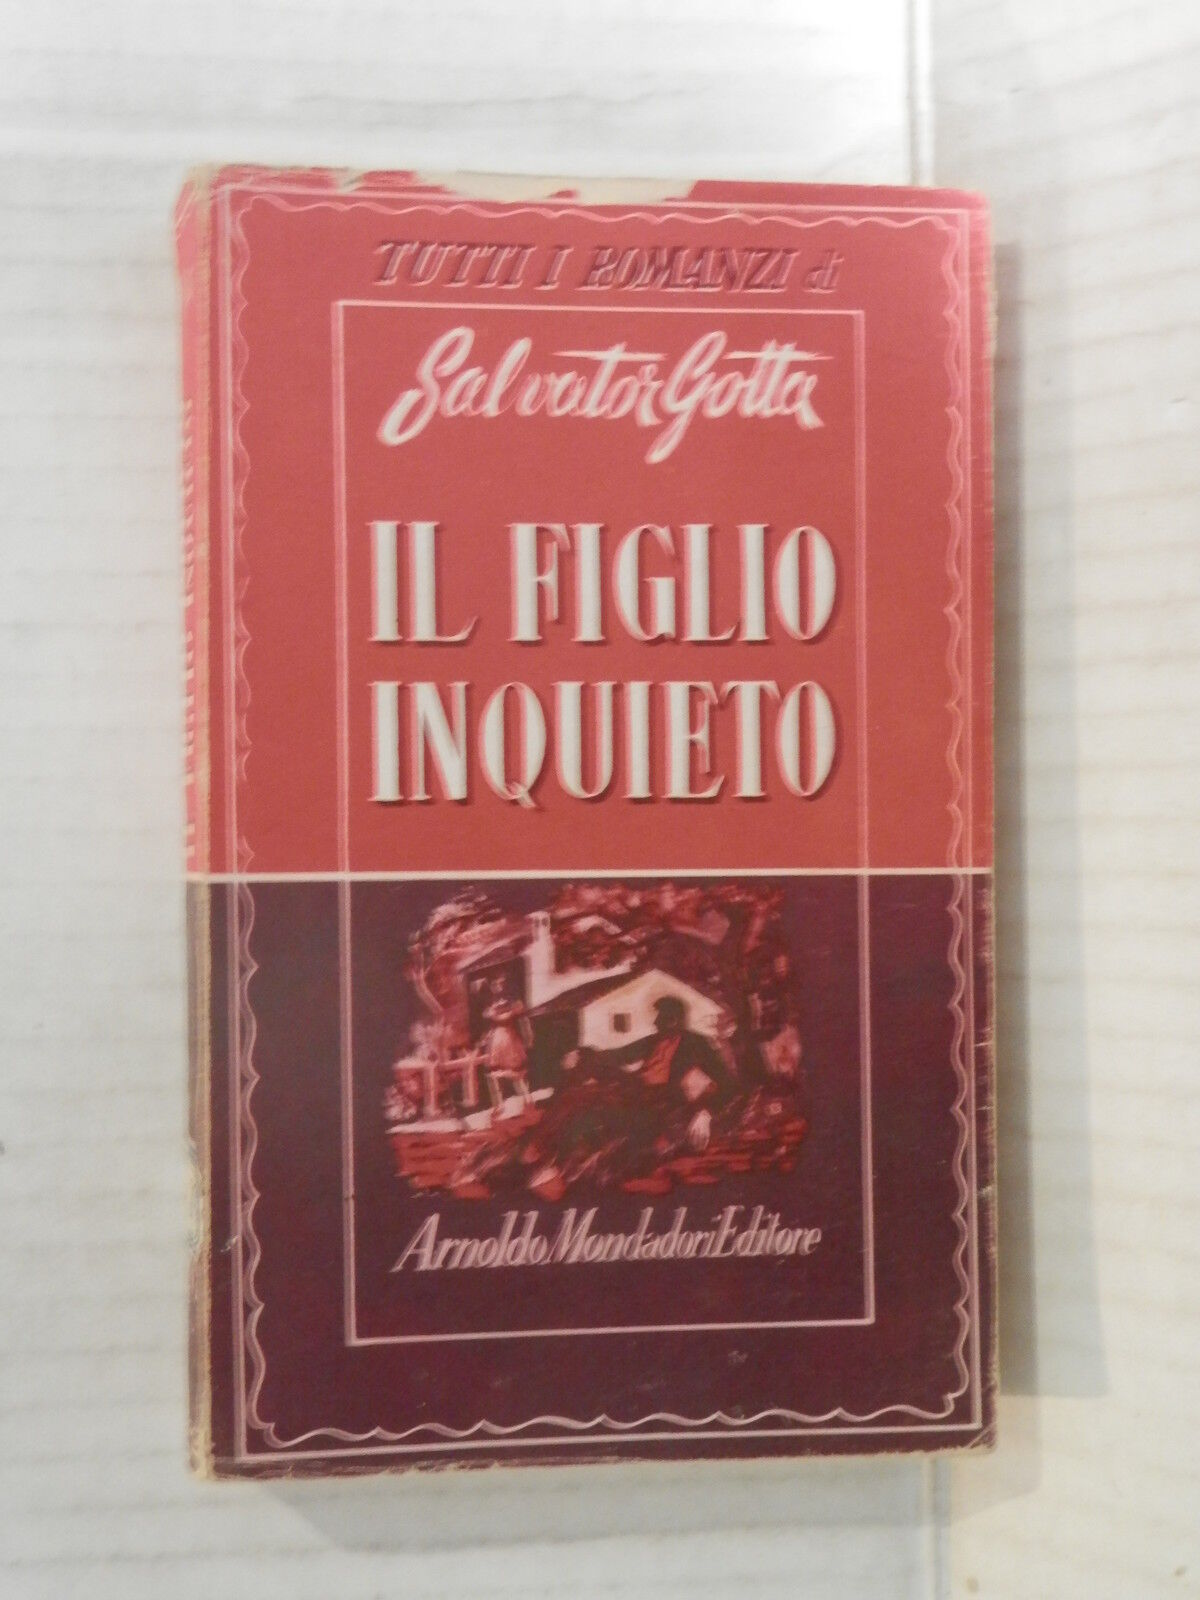 TUTTI I ROMANZI di
Salvator Gotta
IL FIGLIO
INQUIETO
Arnoldo Mondadori Editore